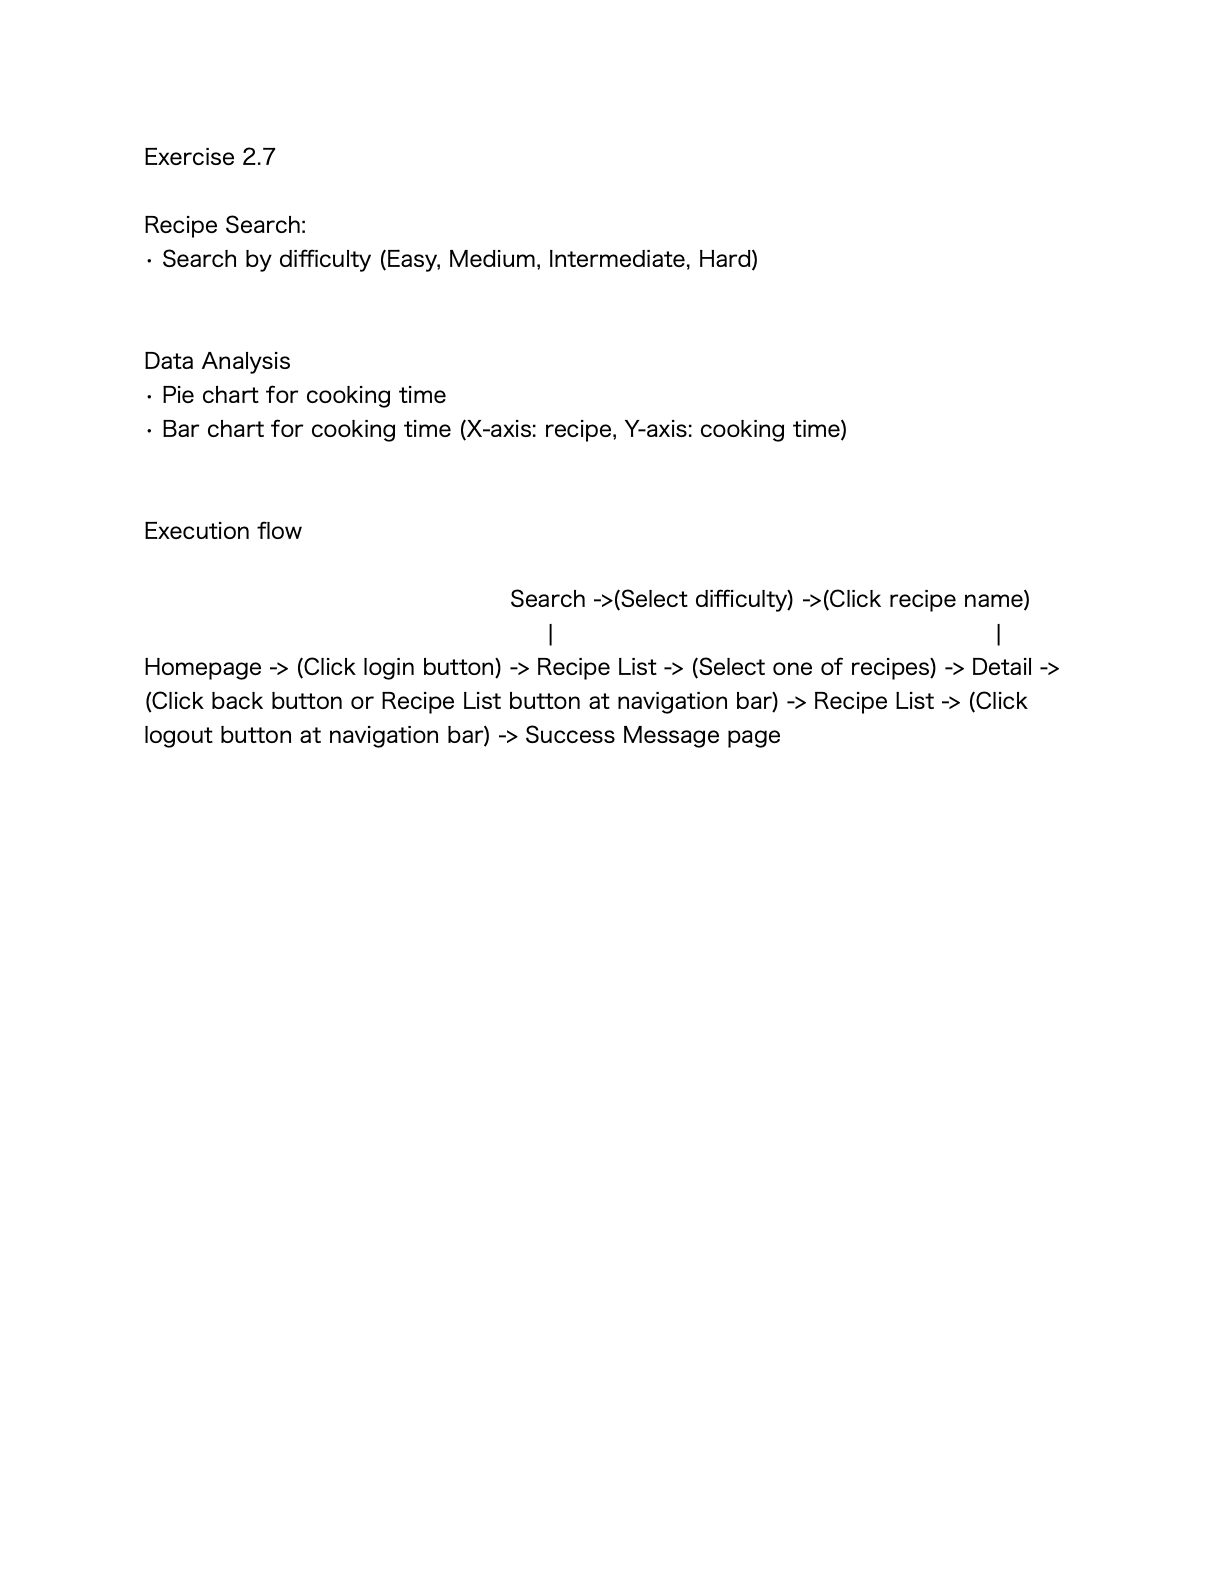 Exercise 2.7
Recipe Search:
・Search by difficulty (Easy, Medium, Intermediate, Hard)
Data Analysis
・Pie chart for cooking time
・Bar chart for cooking time (X-axis: recipe, Y-axis: cooking time)
Execution flow
Search ->(Select difficulty) ->(Click recipe name)
| |
Homepage -> (Click login button) -> Recipe List -> (Select one of recipes) -> Detail ->
(Click back button or Recipe List button at navigation bar) -> Recipe List -> (Click
logout button at navigation bar) -> Success Message page